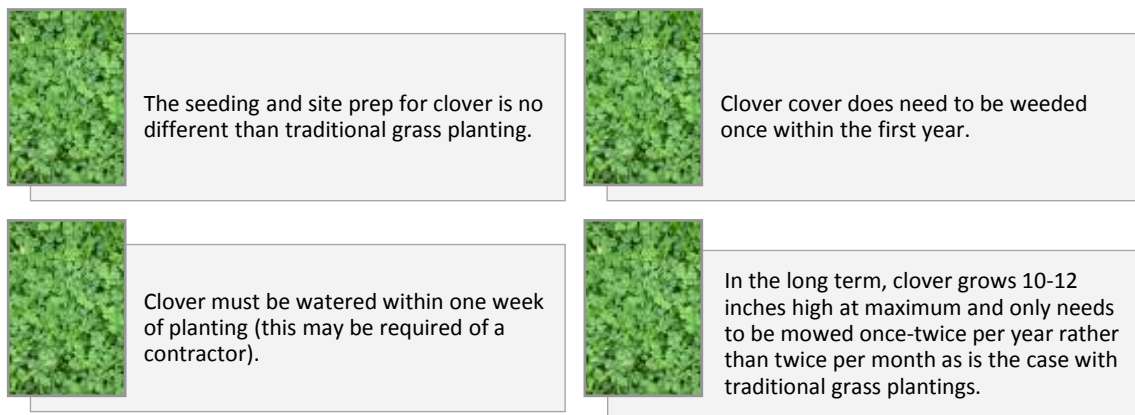 The seeding and site prep for clover is no
different than traditional grass planting.
Clover cover does need to be weeded
once within the first year.
Clover must be watered within one week
of planting (this may be required of a
contractor).
In the long term, clover grows 10-12
inches high at maximum and only needs
to be mowed once-twice per year rather
than twice per month as is the case with
traditional grass plantings.